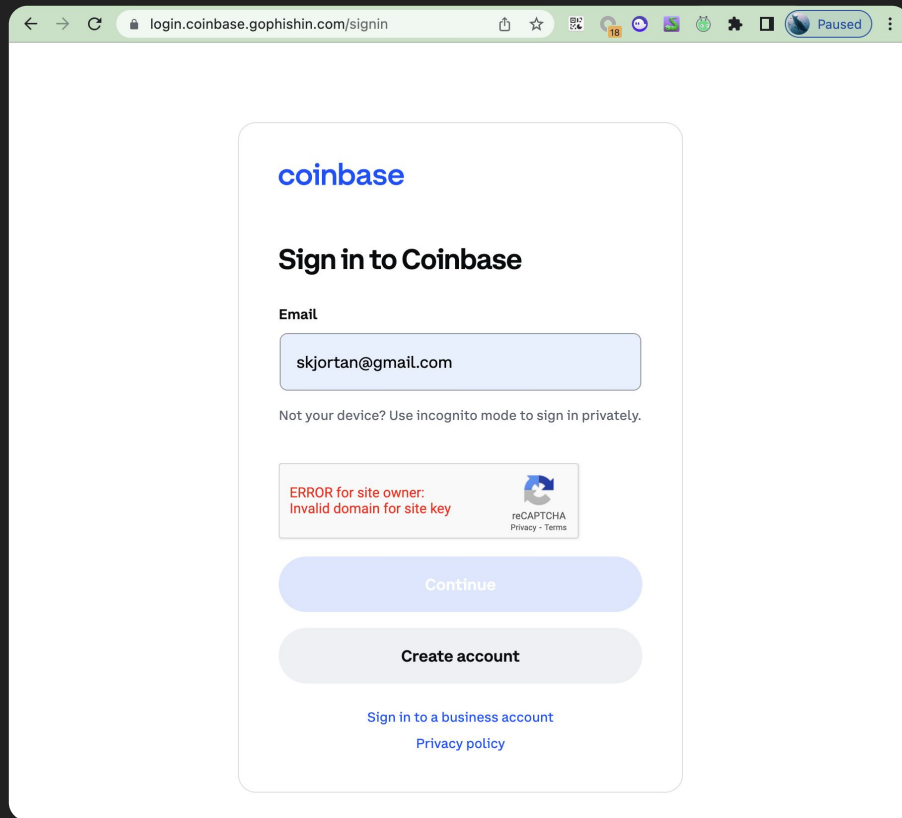 login.coinbase.gophishin.com/signin
18
Paused
coinbase
Sign in to Coinbase
Email
skjortan@gmail.com
Not your device? Use incognito mode to sign in privately.
ERROR for site owner:
Invalid domain for site key
reCAPTCHA
Privacy - Terms
Continue
Create account
Sign in to a business account
Privacy policy